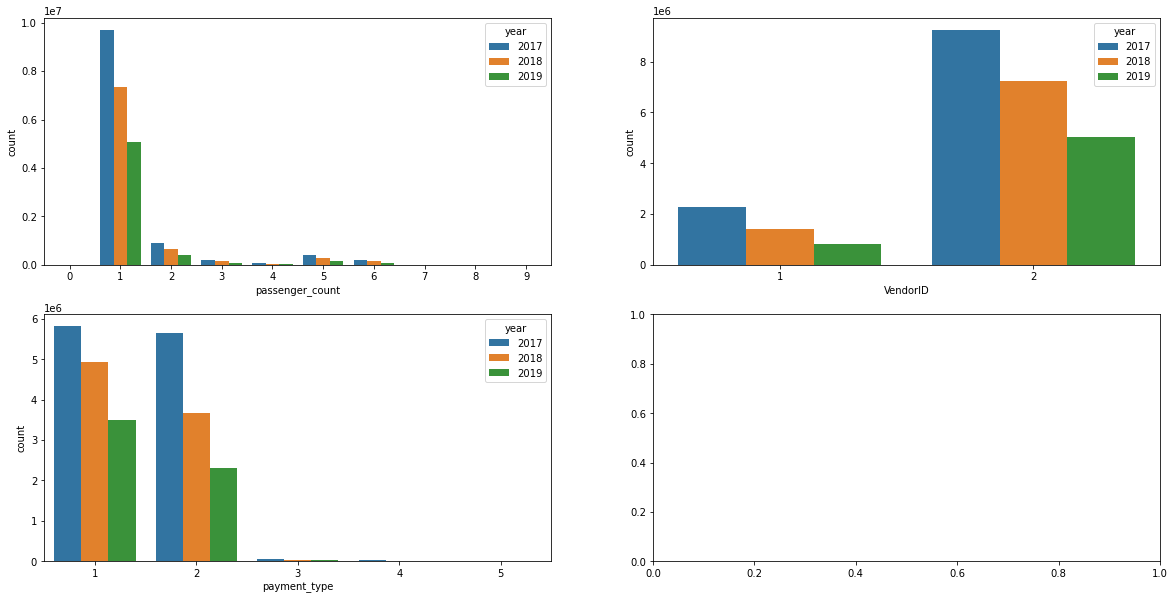 1e7
1.0
0.8
0.6
0.4
0.2
0.0
count
0 1 2 3 4 5 6 7 8 9
passenger_count
year
2017
2018
2019
1e6
8
6
4
2
0
count
1 2
VendorID
year
2017
2018
2019
1e6
6
5
4
3
2
1
0
count
1 2 3 4 5
payment_type
year
2017
2018
2019
1.0
0.8
0.6
0.4
0.2
0.0
0.0 0.2 0.4 0.6 0.8 1.0